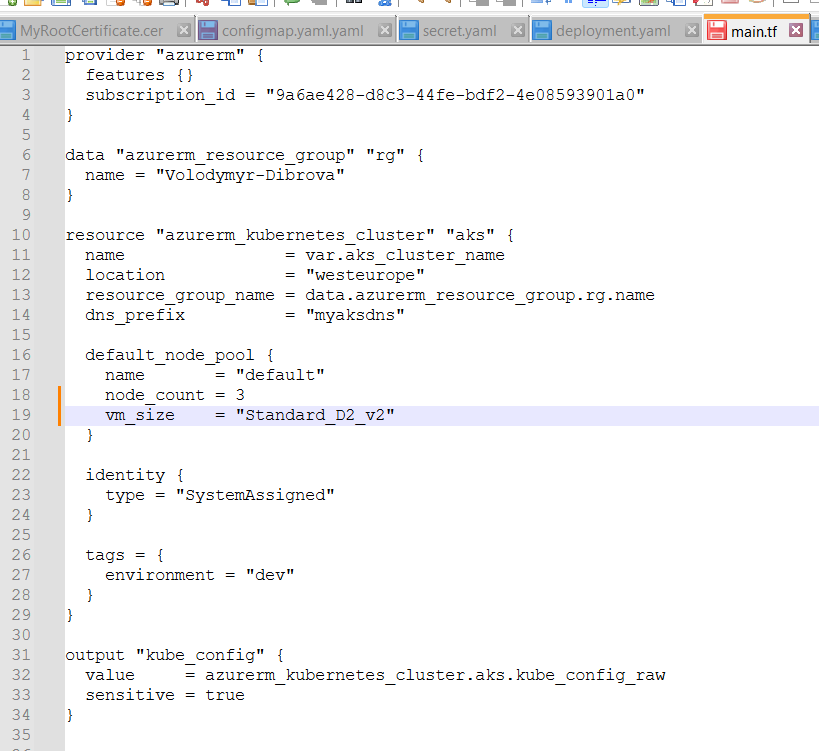 MyRootCertificate.cer configmap.yaml.yaml secret.yaml deployment.yaml main.tf
1 provider "azurerm" {
2   features {}
3   subscription_id = "9a6ae428-d8c3-44fe-bdf2-4e08593901a0"
4 }
5
6 data "azurerm_resource_group" "rg" {
7   name = "Volodymyr-Dibrova"
8 }
9
10 resource "azurerm_kubernetes_cluster" "aks" {
11   name                = var.aks_cluster_name
12   location            = "westeurope"
13   resource_group_name = data.azurerm_resource_group.rg.name
14   dns_prefix          = "myaksdns"
15
16   default_node_pool {
17     name       = "default"
18     node_count = 3
19     vm_size    = "Standard_D2_v2"
20   }
21
22   identity {
23     type = "SystemAssigned"
24   }
25
26   tags = {
27     environment = "dev"
28   }
29 }
30
31 output "kube_config" {
32   value     = azurerm_kubernetes_cluster.aks.kube_config_raw
33   sensitive = true
34 }
35